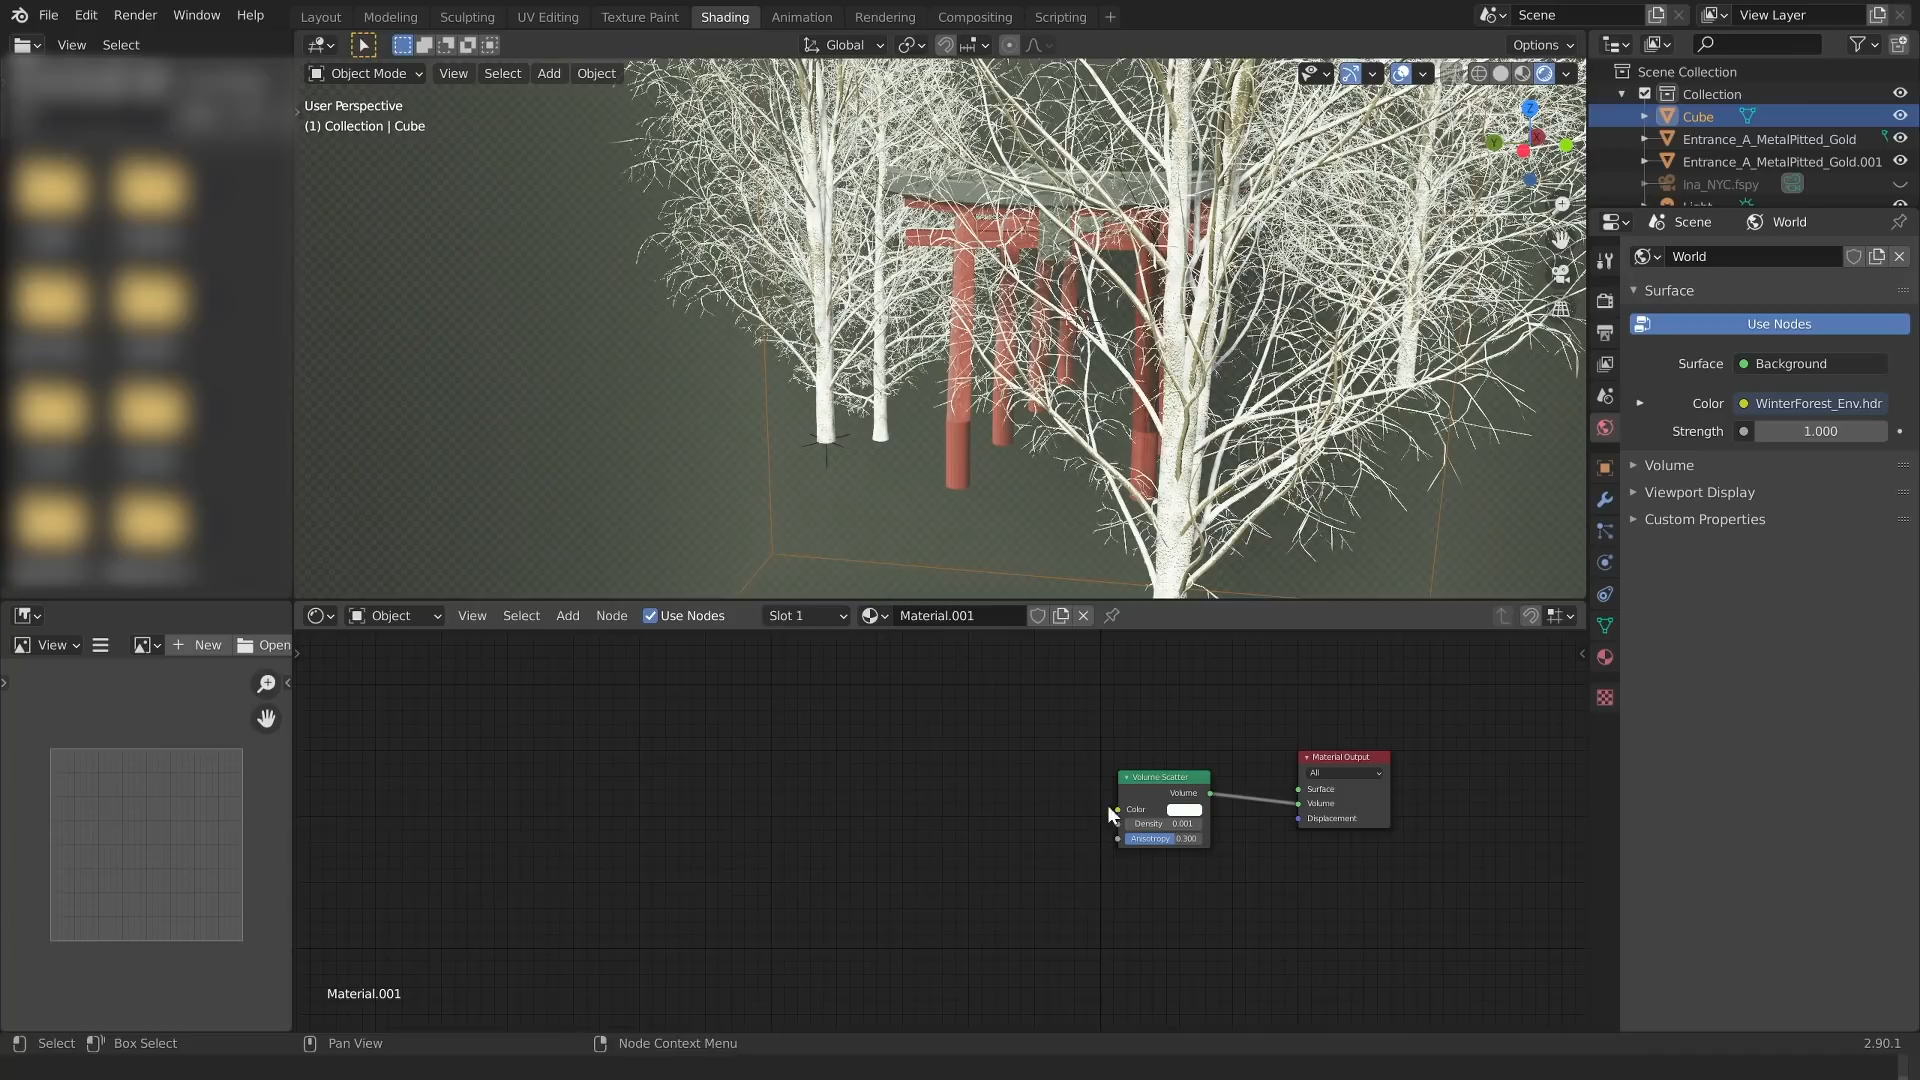 File Edit Render Window Help
Layout Modeling Sculpting UV Editing Texture Paint Shading Animation Rendering Compositing Scripting +
Scene
View Layer
View Select
Global
Options
Object Mode View Select Add Object
User Perspective
(1) Collection | Cube
Z
Y
X
Scene Collection
Collection
Cube
Entrance_A_MetalPitted_Gold
Entrance_A_MetalPitted_Gold.001
Ina_NYC.fspy
Scene World
World
Surface
Use Nodes
Surface Background
Color WinterForest_Env.hdr
Strength 1.000
Volume
Viewport Display
Custom Properties
Object View Select Add Node Use Nodes Slot 1 Material.001
View New Open
Volume Scatter
Volume
Color
Density 0.001
Anisotropy 0.300
Material Output
All
Surface
Volume
Displacement
Material.001
Select Box Select Pan View Node Context Menu 2.90.1